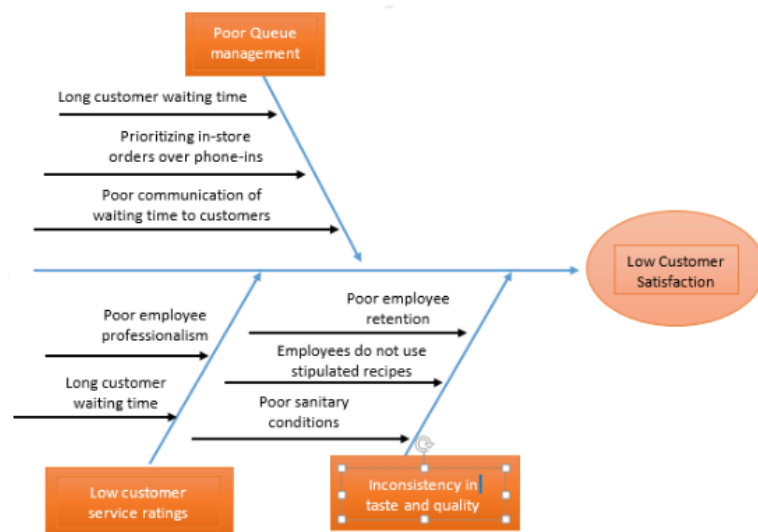 Poor Queue
management
Long customer waiting time
Prioritizing in-store
orders over phone-ins
Poor communication of
waiting time to customers
Low Customer
Satisfaction
Poor employee
professionalism
Long customer
waiting time
Poor employee
retention
Employees do not use
stipulated recipes
Poor sanitary
conditions
Low customer
service ratings
Inconsistency in
taste and quality